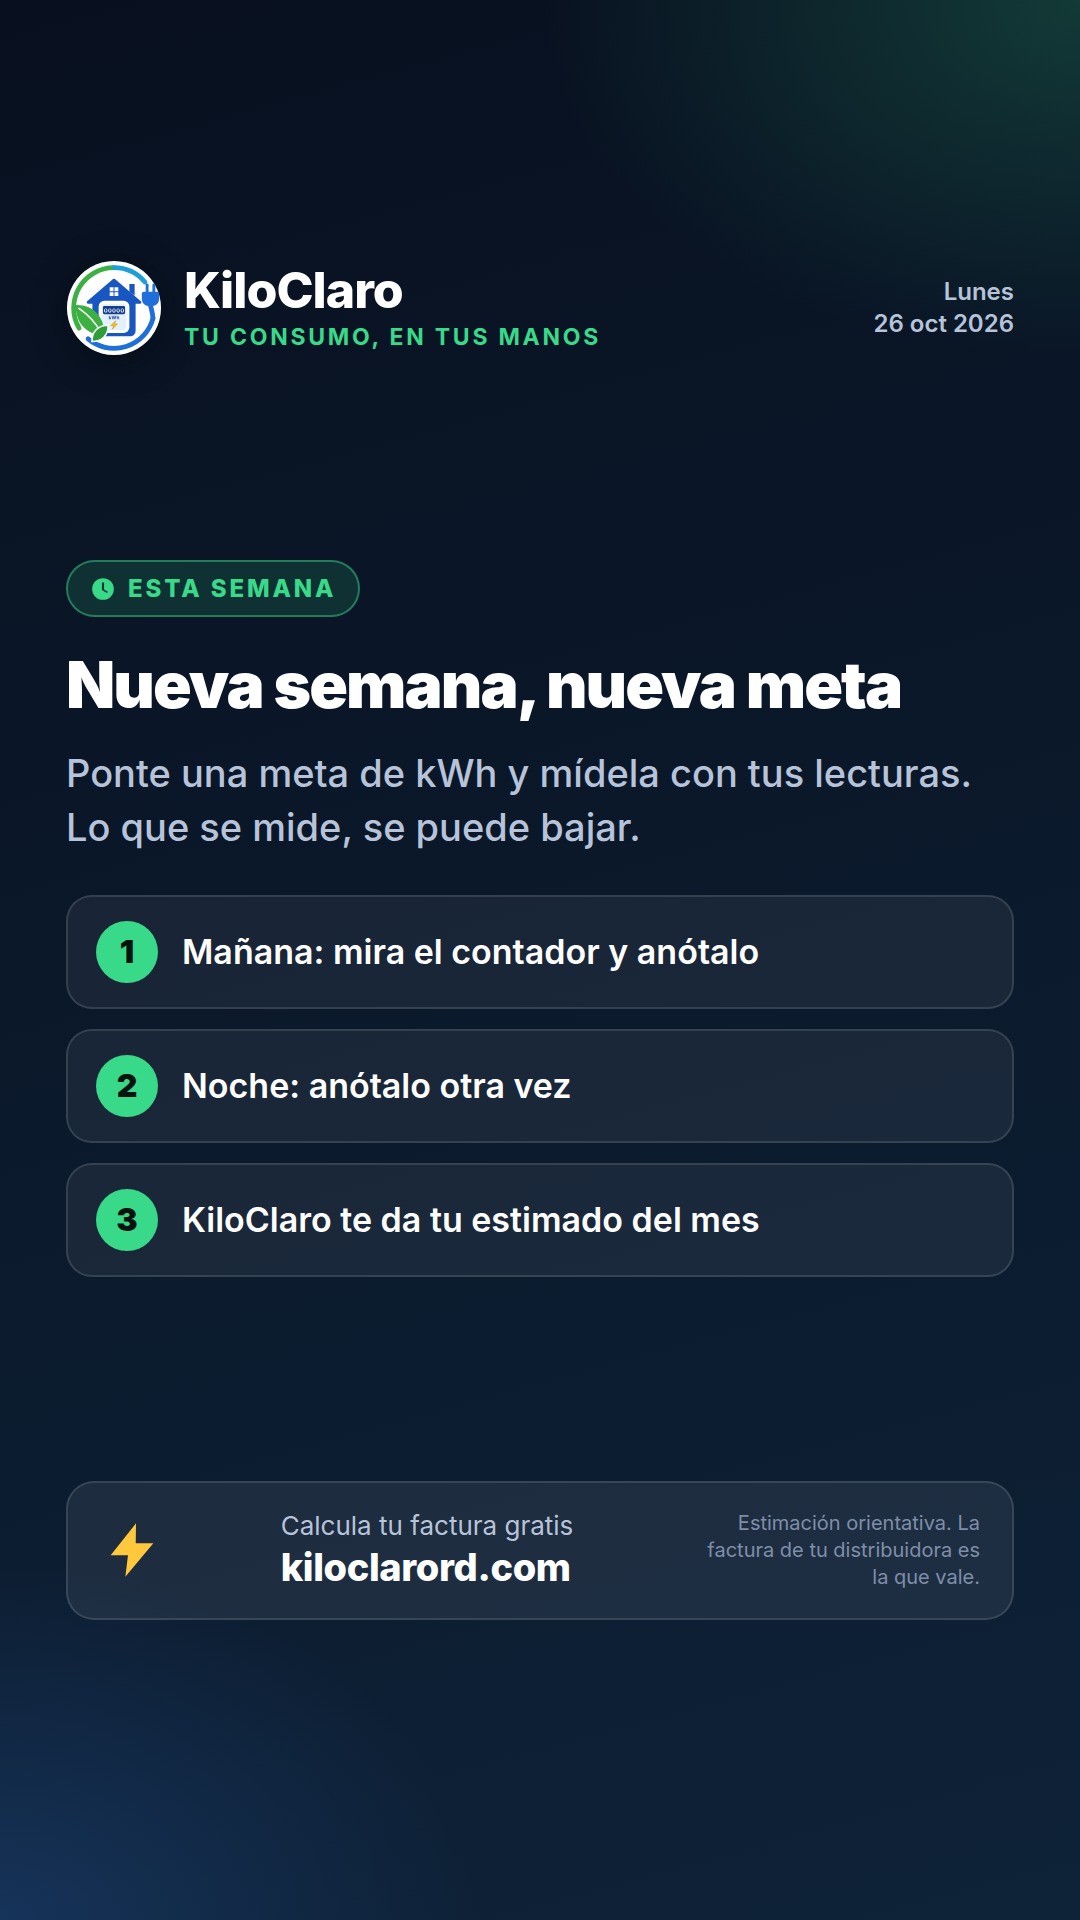 KiloClaro
TU CONSUMO, EN TUS MANOS
Lunes
26 oct 2026
ESTA SEMANA
Nueva semana, nueva meta
Ponte una meta de kWh y mídela con tus lecturas.
Lo que se mide, se puede bajar.
1 Mañana: mira el contador y anótalo
2 Noche: anótalo otra vez
3 KiloClaro te da tu estimado del mes
Calcula tu factura gratis
kiloclarord.com
Estimación orientativa. La
factura de tu distribuidora es
la que vale.